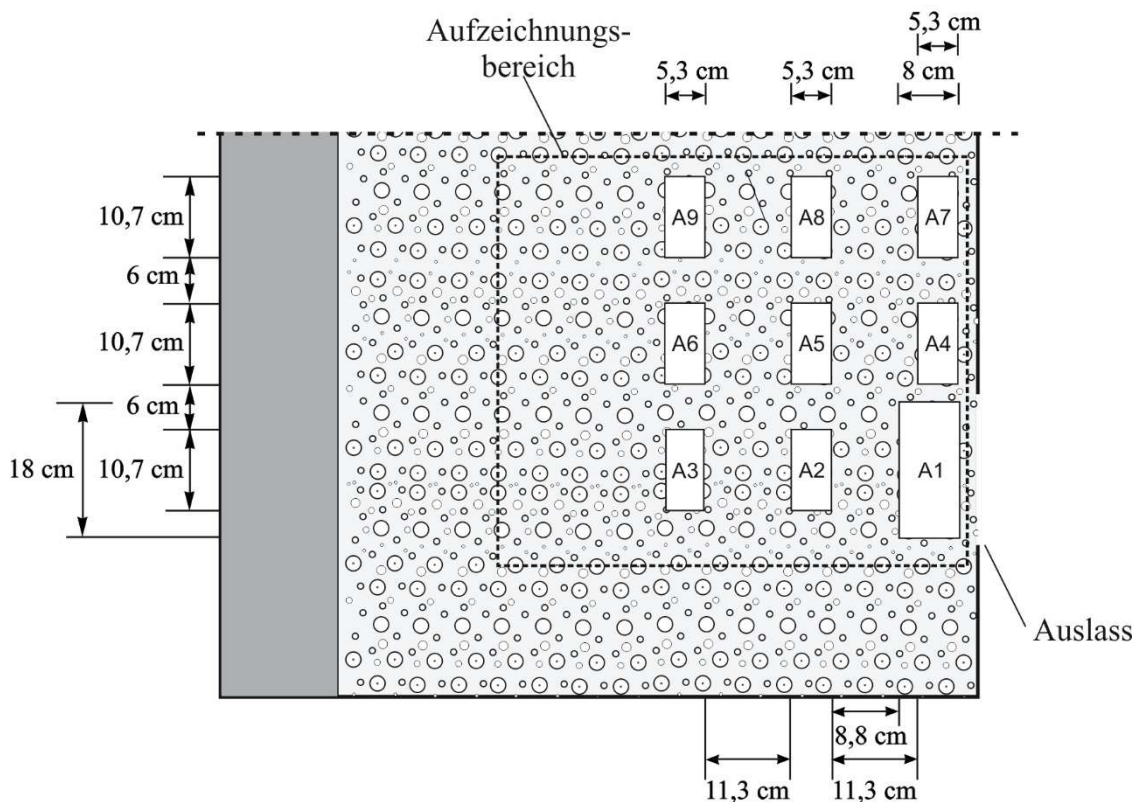 5,3 cm
Aufzeichnungs-
bereich
5,3 cm
5,3 cm
8 cm
A9
A8
A7
10,7 cm
6 cm
A6
A5
A4
10,7 cm
6 cm
A3
A2
A1
18 cm
10,7 cm
Auslass
8,8 cm
11,3 cm
11,3 cm